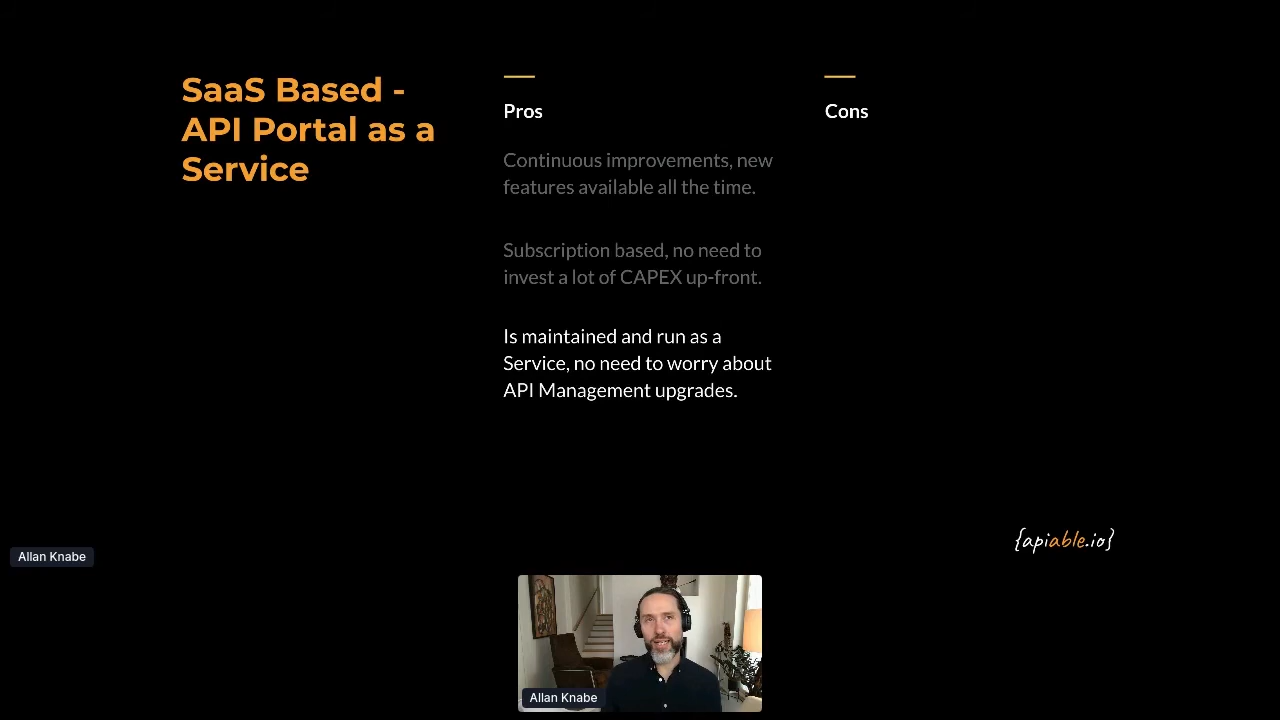 SaaS Based -
API Portal as a
Service
Pros
Continuous improvements, new
features available all the time.
Subscription based, no need to
invest a lot of CAPEX up-front.
Is maintained and run as a
Service, no need to worry about
API Management upgrades.
Cons
{apiable.io}
Allan Knabe
Allan Knabe